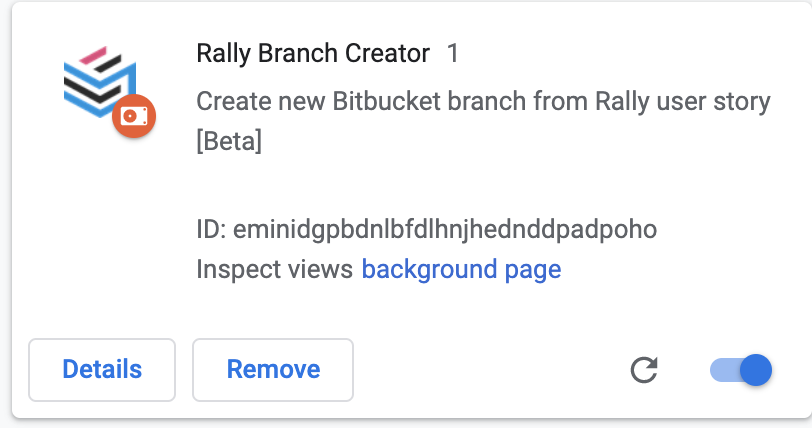 Rally Branch Creator 1
Create new Bitbucket branch from Rally user story
[Beta]
ID: eminidgpbdnlbfdlhnjhednddpadpoho
Inspect views background page
Details Remove